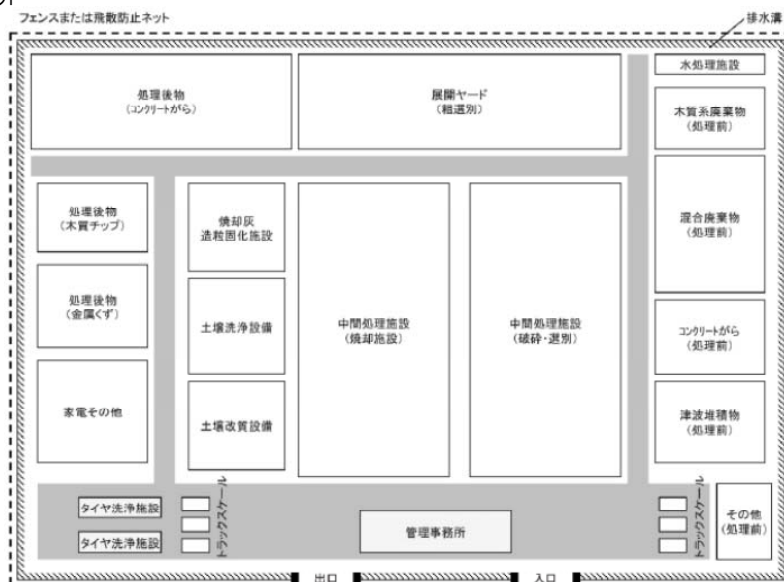 フェンスまたは飛散防止ネット
排水溝
処理後物
(コンクリートがら)
展開ヤード
(粗選別)
水処理施設
木質系廃棄物
(処理前)
処理後物
(木質チップ)
焼却灰
造粒固化施設
混合廃棄物
(処理前)
処理後物
(金属くず)
土壌洗浄設備
中間処理施設
(焼却施設)
中間処理施設
(破砕・選別)
コンクリートがら
(処理前)
家電その他
土壌改質設備
津波堆積物
(処理前)
タイヤ洗浄施設
タイヤ洗浄施設
トラックスケール
管理事務所
トラックスケール
その他
(処理前)
出口
入口